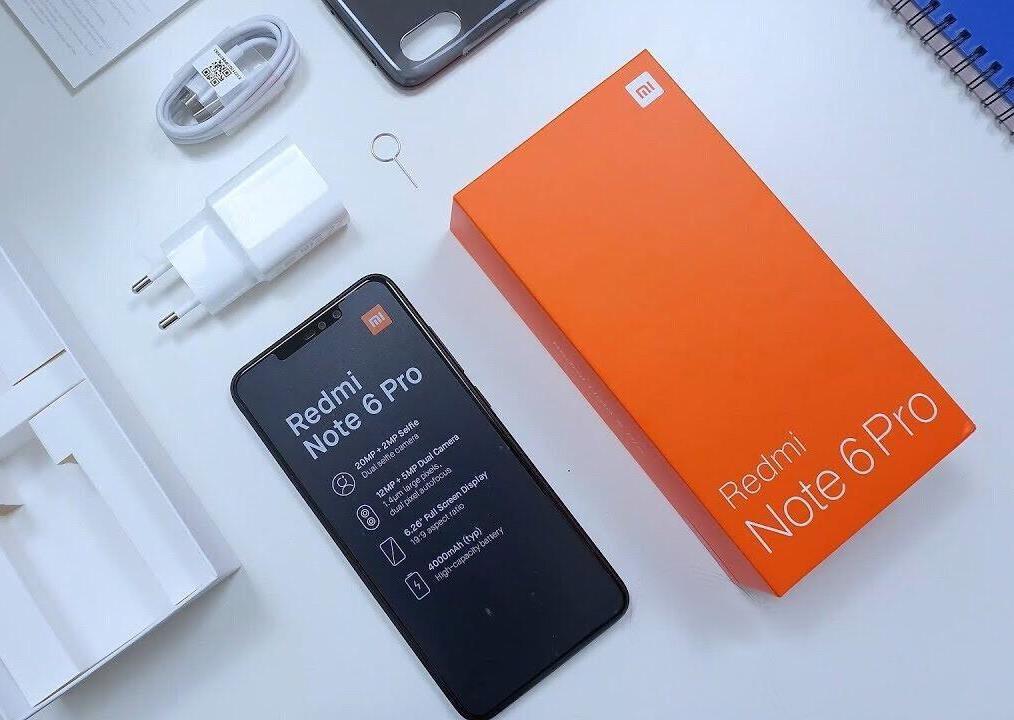 mi
Redmi
Note 6 Pro
20MP + 2MP Selfie
Dual selfie camera
12MP + 5MP Dual Camera
1.4μm large pixels,
dual pixel autofocus
6.26" Full Screen Display
19:9 aspect ratio
4000mAh (typ)
High-capacity battery
mi
Redmi
Note 6 Pro